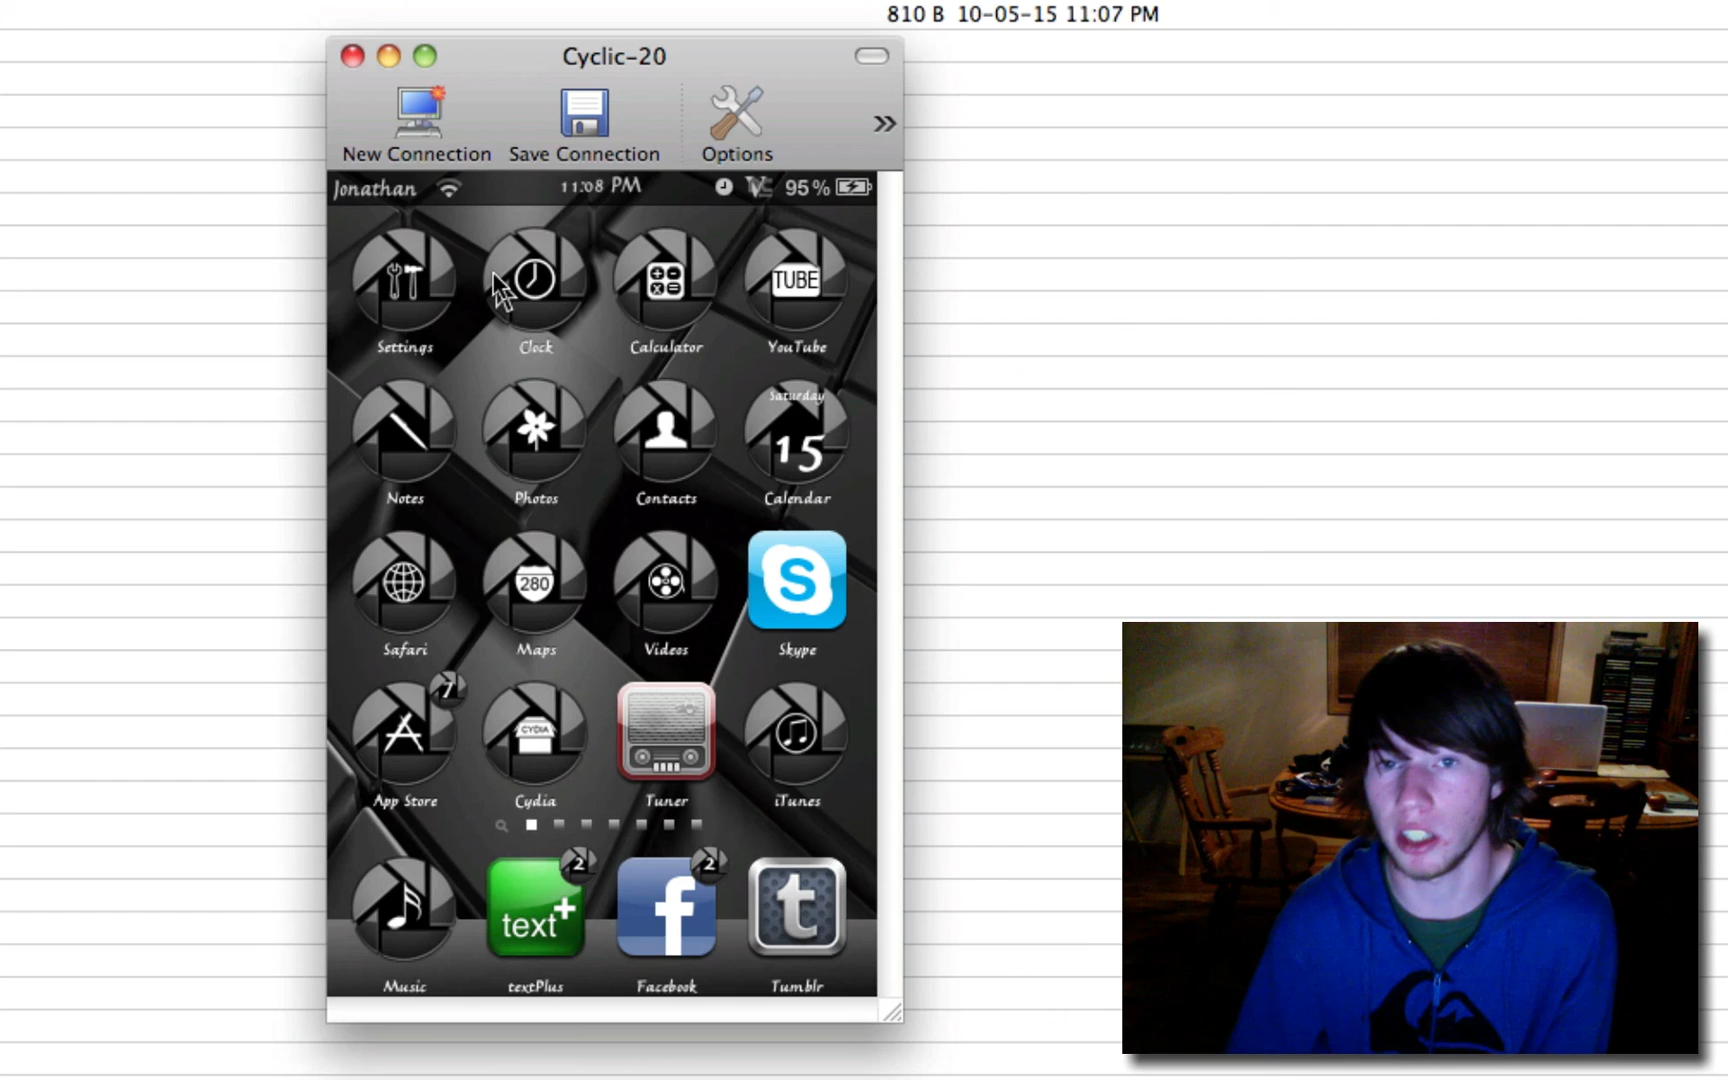 810 B 10-05-15 11:07 PM
Cyclic-20
New Connection Save Connection Options
Jonathan 11:08 PM 95%
TUBE
Settings Clock Calculator YouTube
Saturday
15
Notes Photos Contacts Calendar
280 S
Safari Maps Videos Skype
7
CYDIA
App Store Cydia Tuner iTunes
2 2
text+ f t
Music textPlus Facebook Tumblr